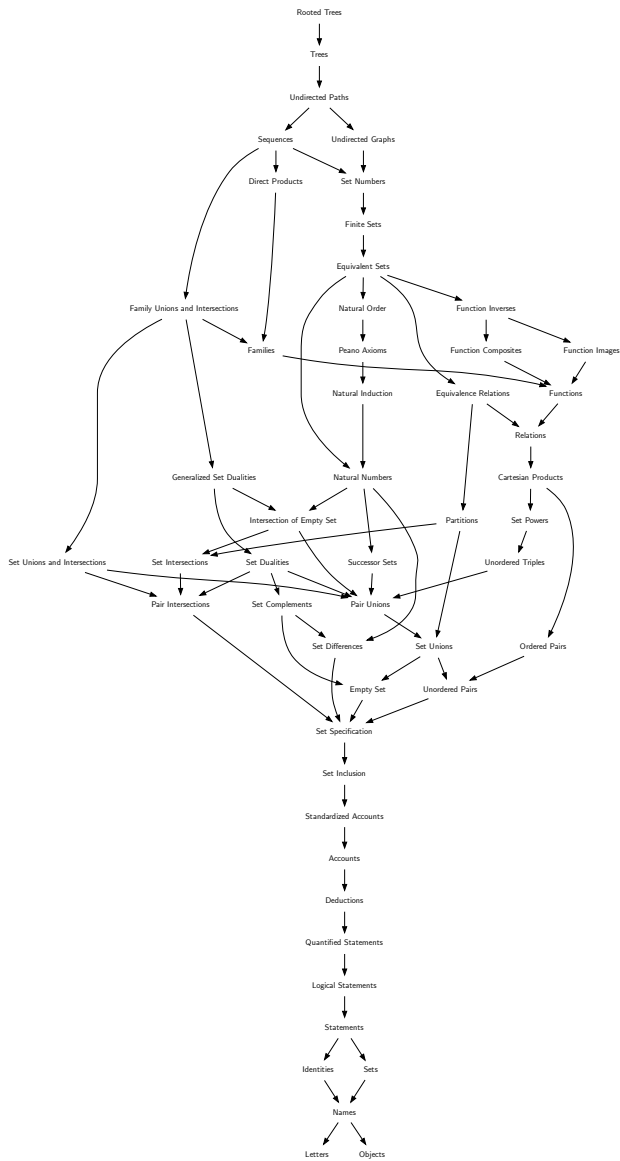 Rooted Trees
Trees
Undirected Paths
Sequences
Undirected Graphs
Direct Products
Set Numbers
Finite Sets
Equivalent Sets
Family Unions and Intersections
Natural Order
Function Inverses
Families
Peano Axioms
Function Composites
Function Images
Natural Induction
Equivalence Relations
Functions
Relations
Generalized Set Dualities
Natural Numbers
Cartesian Products
Intersection of Empty Set
Partitions
Set Powers
Set Unions and Intersections
Set Intersections
Set Dualities
Successor Sets
Unordered Triples
Pair Intersections
Set Complements
Pair Unions
Set Differences
Set Unions
Ordered Pairs
Empty Set
Unordered Pairs
Set Specification
Set Inclusion
Standardized Accounts
Accounts
Deductions
Quantified Statements
Logical Statements
Statements
Identities
Sets
Names
Letters
Objects